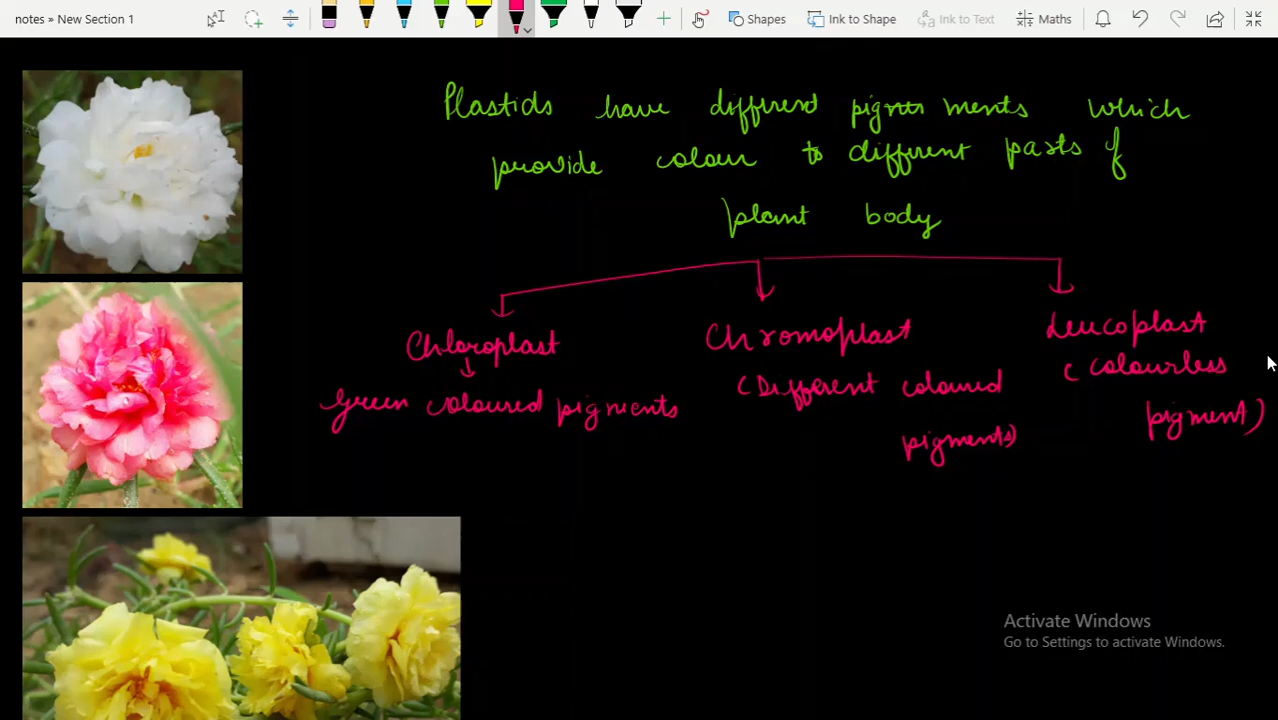 notes » New Section 1
Shapes
Ink to Shape
Ink to Text
Maths
Plastids have different pigments which
provide colour to different parts of
plant body
Chloroplast
Green coloured pigments
Chromoplast
(Different coloured
pigments)
Leucoplast
(colourless
pigment)
Activate Windows
Go to Settings to activate Windows.